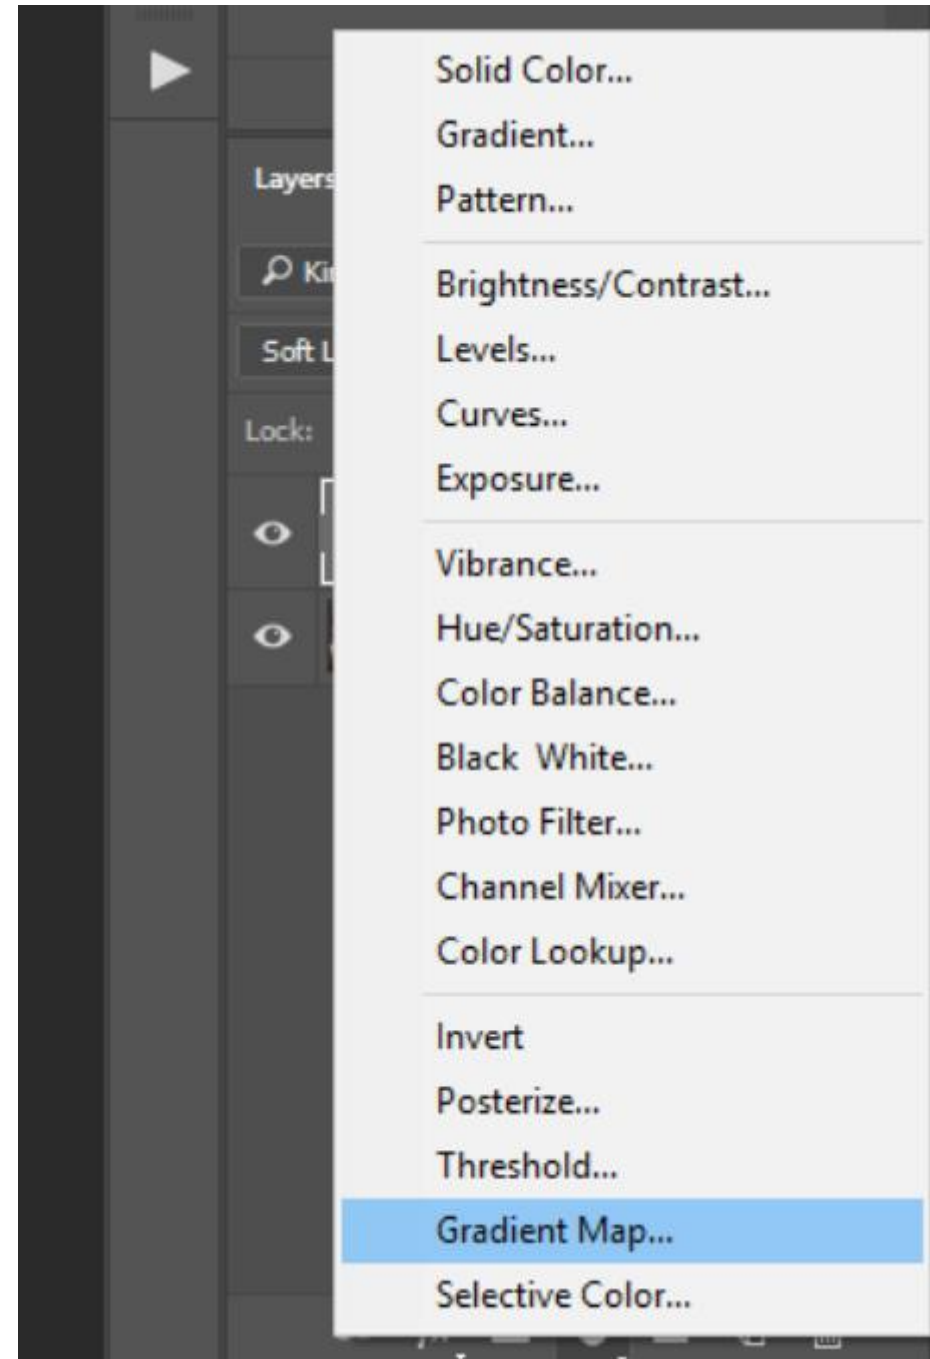 Solid Color...
Gradient...
Pattern...
Layers
Brightness/Contrast...
Levels...
Soft L
Curves...
Lock:
Exposure...
Vibrance...
Hue/Saturation...
Color Balance...
Black  White...
Photo Filter...
Channel Mixer...
Color Lookup...
Invert
Posterize...
Threshold...
Gradient Map...
Selective Color...